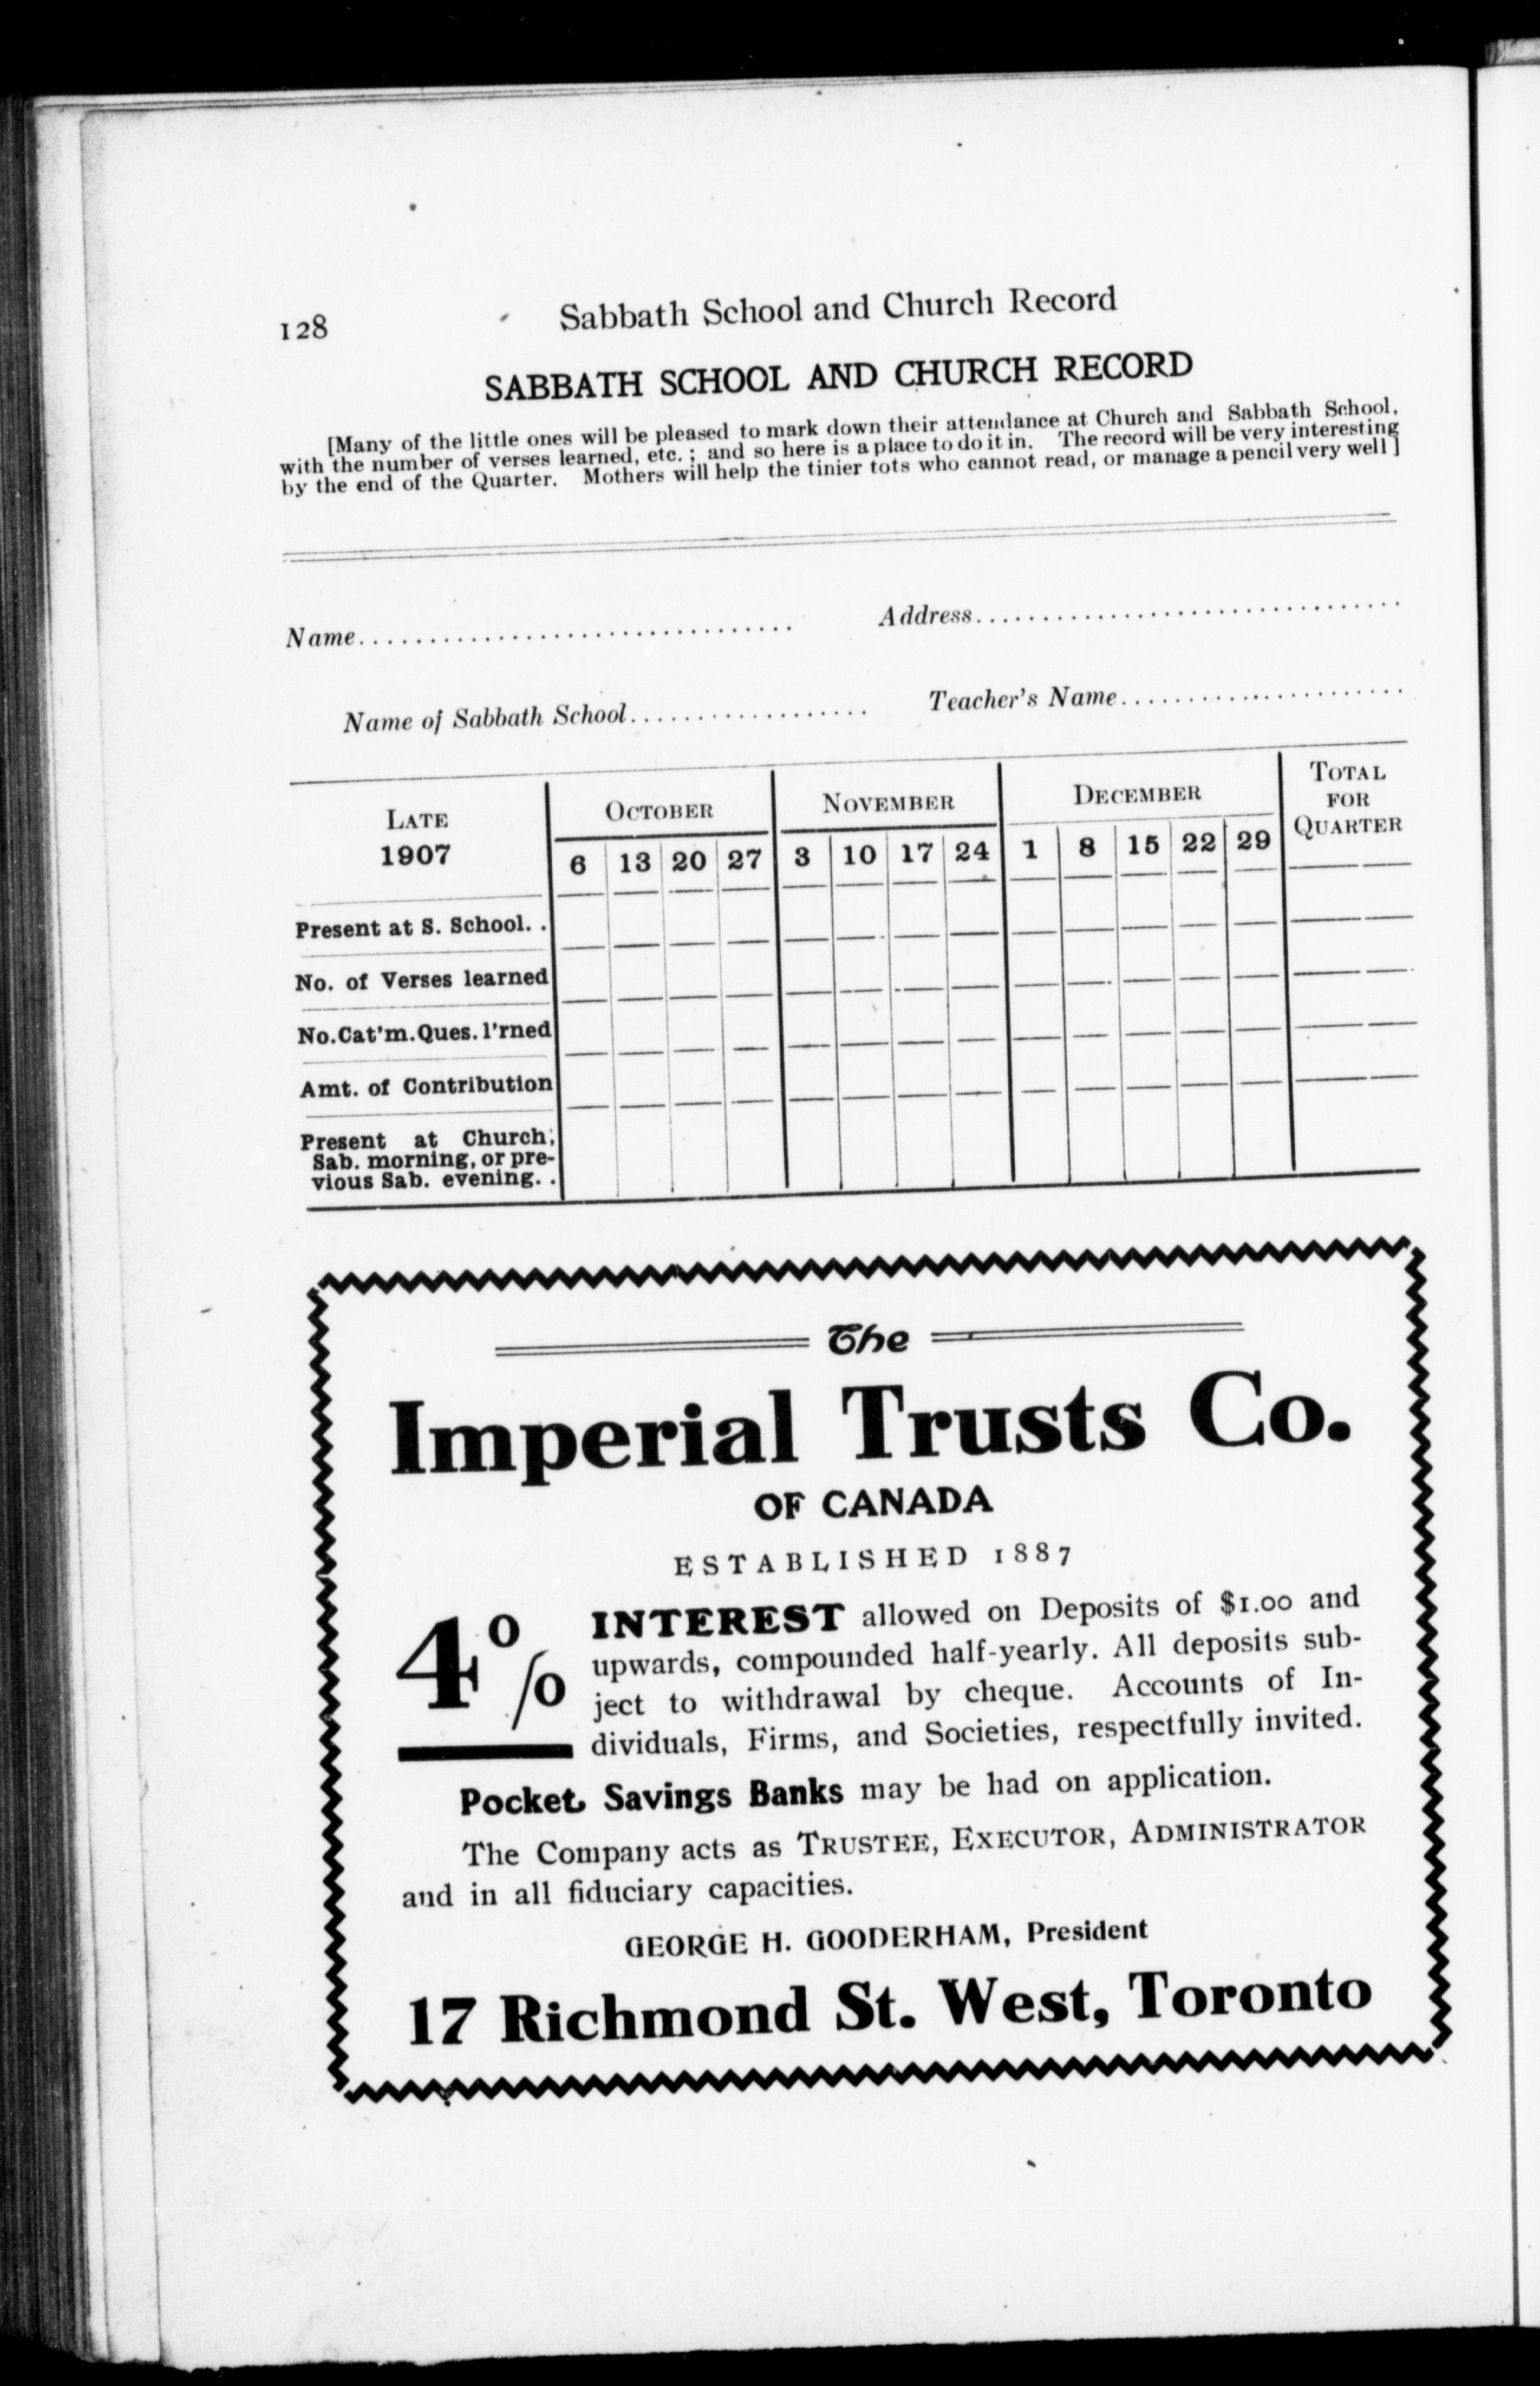 128 Sabbath School and Church Record
SABBATH SCHOOL AND CHURCH RECORD
[Many of the little ones will be pleased to mark down their attendance at Church and Sabbath School,
with the number of verses learned, etc.; and so here is a place to do it in. The record will be very interesting
by the end of the Quarter. Mothers will help the tinier tots who cannot read, or manage a pencil very well]
Name................................ Address................................
Name of Sabbath School.................. Teacher's Name......................
LATE 1907 OCTOBER NOVEMBER DECEMBER TOTAL FOR QUARTER
6 13 20 27 3 10 17 24 1 8 15 22 29
Present at S. School. .
No. of Verses learned
No.Cat'm.Ques.l'rned
Amt. of Contribution
Present at Church,
Sab. morning, or pre-
vious Sab. evening. .
The
Imperial Trusts Co.
OF CANADA
ESTABLISHED 1887
4% INTEREST allowed on Deposits of $1.00 and
upwards, compounded half-yearly. All deposits sub-
ject to withdrawal by cheque. Accounts of In-
dividuals, Firms, and Societies, respectfully invited.
Pocket Savings Banks may be had on application.
The Company acts as TRUSTEE, EXECUTOR, ADMINISTRATOR
and in all fiduciary capacities.
GEORGE H. GOODERHAM, President
17 Richmond St. West, Toronto